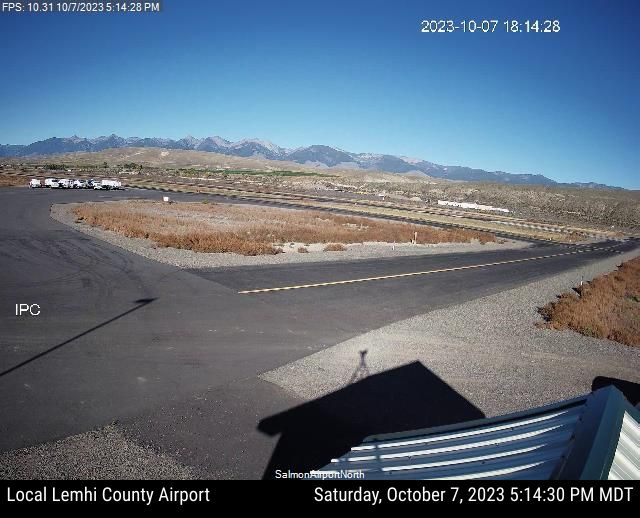 FPS: 10.31 10/7/2023 5:14:28 PM
2023-10-07 18:14:28
IPC
SalmonAirportNorth
Local Lemhi County Airport
Saturday, October 7, 2023 5:14:30 PM MDT